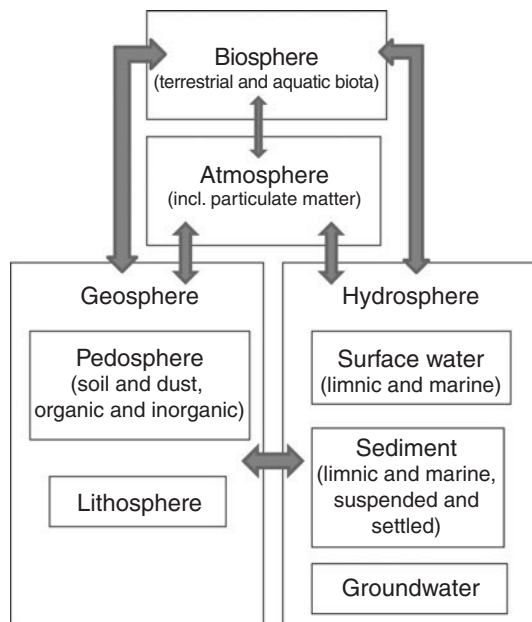 Biosphere
(terrestrial and aquatic biota)
Atmosphere
(incl. particulate matter)
Geosphere
Pedosphere
(soil and dust,
organic and inorganic)
Lithosphere
Hydrosphere
Surface water
(limnic and marine)
Sediment
(limnic and marine,
suspended and
settled)
Groundwater